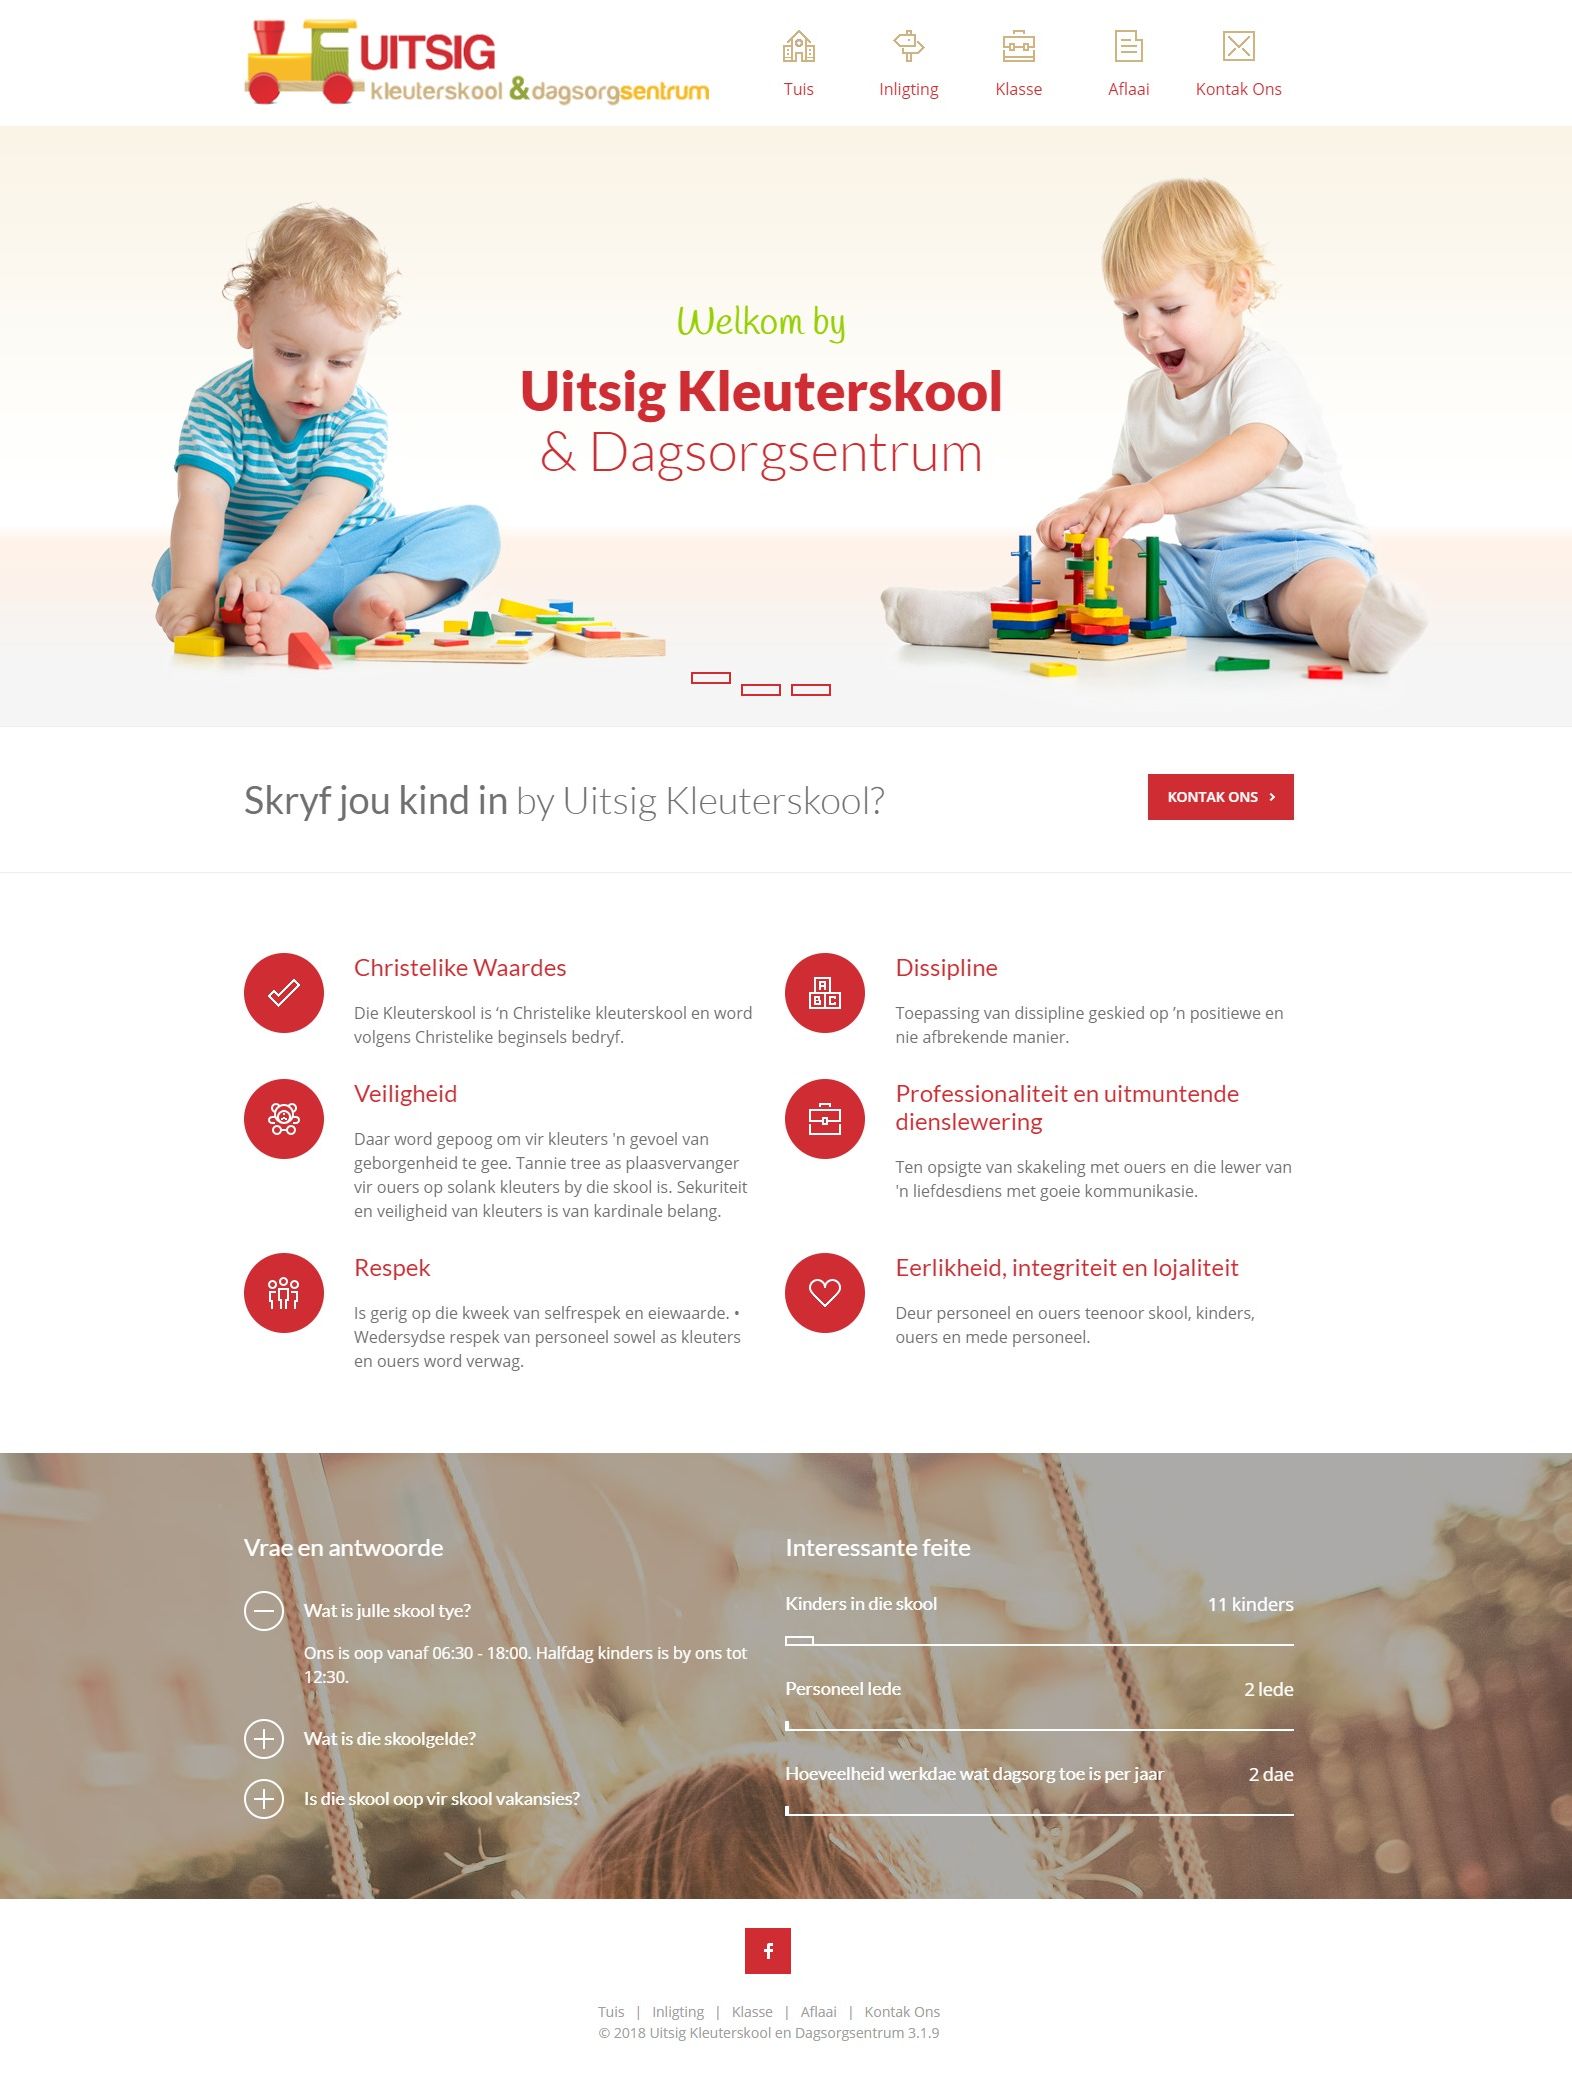 UITSIG
kleuterskool & dagsorgsentrum
Tuis
Inligting
Klasse
Aflaai
Kontak Ons
Welkom by
Uitsig Kleuterskool
& Dagsorgsentrum
Skryf jou kind in by Uitsig Kleuterskool?
KONTAK ONS
Christelike Waardes
Die Kleuterskool is ‘n Christelike kleuterskool en word
volgens Christelike beginsels bedryf.
Dissipline
A
B C
Toepassing van dissipline geskied op ’n positiewe en
nie afbrekende manier.
Veiligheid
Daar word gepoog om vir kleuters 'n gevoel van
geborgenheid te gee. Tannie tree as plaasvervanger
vir ouers op solank kleuters by die skool is. Sekuriteit
en veiligheid van kleuters is van kardinale belang.
Professionaliteit en uitmuntende
dienslewering
Ten opsigte van skakeling met ouers en die lewer van
'n liefdesdiens met goeie kommunikasie.
Respek
Is gerig op die kweek van selfrespek en eiewaarde. •
Wedersydse respek van personeel sowel as kleuters
en ouers word verwag.
Eerlikheid, integriteit en lojaliteit
Deur personeel en ouers teenoor skool, kinders,
ouers en mede personeel.
Vrae en antwoorde
Wat is julle skool tye?
Ons is oop vanaf 06:30 - 18:00. Halfdag kinders is by ons tot
12:30.
Wat is die skoolgelde?
Is die skool oop vir skool vakansies?
Interessante feite
Kinders in die skool 11 kinders
Personeel lede 2 lede
Hoeveelheid werkdae wat dagsorg toe is per jaar 2 dae
f
Tuis | Inligting | Klasse | Aflaai | Kontak Ons
© 2018 Uitsig Kleuterskool en Dagsorgsentrum 3.1.9